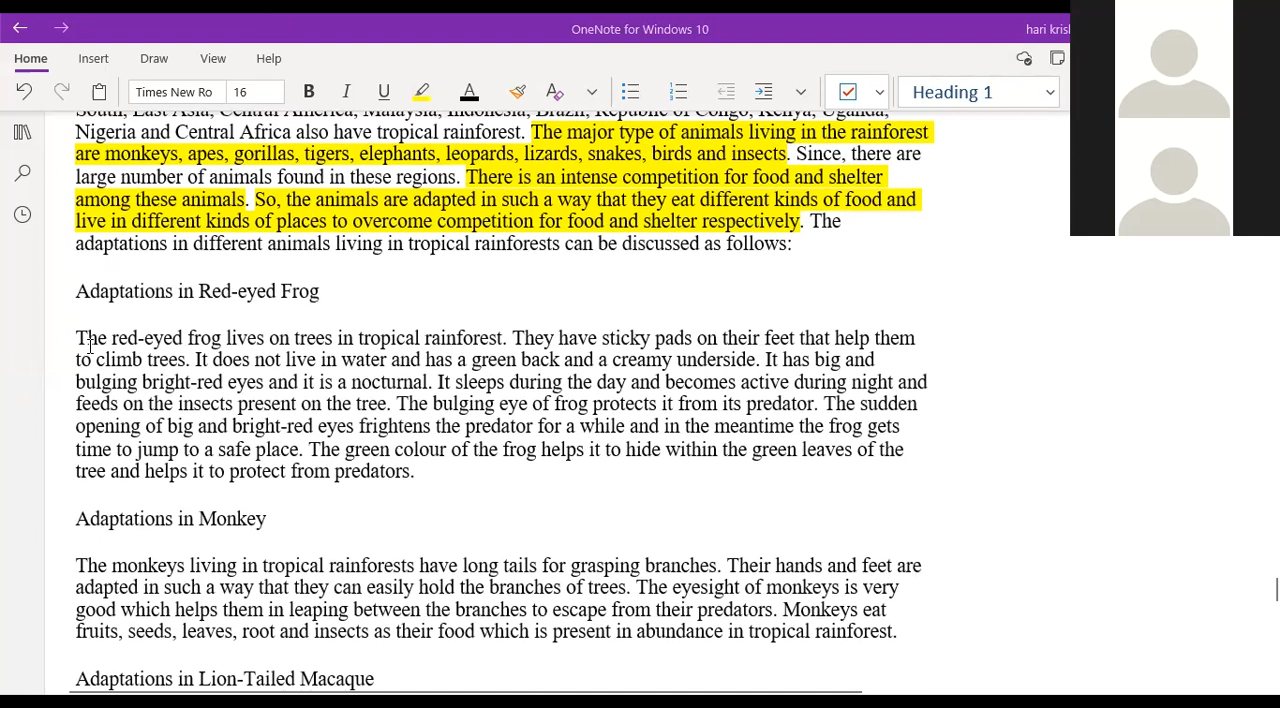 OneNote for Windows 10
hari krisl
Home Insert Draw View Help
Times New Ro 16 B I U A A Heading 1
South, East Asia, Central America, Malaysia, Indonesia, Brazil, Republic of Congo, Kenya, Uganda,
Nigeria and Central Africa also have tropical rainforest. The major type of animals living in the rainforest
are monkeys, apes, gorillas, tigers, elephants, leopards, lizards, snakes, birds and insects. Since, there are
large number of animals found in these regions. There is an intense competition for food and shelter
among these animals. So, the animals are adapted in such a way that they eat different kinds of food and
live in different kinds of places to overcome competition for food and shelter respectively. The
adaptations in different animals living in tropical rainforests can be discussed as follows:
Adaptations in Red-eyed Frog
The red-eyed frog lives on trees in tropical rainforest. They have sticky pads on their feet that help them
to climb trees. It does not live in water and has a green back and a creamy underside. It has big and
bulging bright-red eyes and it is a nocturnal. It sleeps during the day and becomes active during night and
feeds on the insects present on the tree. The bulging eye of frog protects it from its predator. The sudden
opening of big and bright-red eyes frightens the predator for a while and in the meantime the frog gets
time to jump to a safe place. The green colour of the frog helps it to hide within the green leaves of the
tree and helps it to protect from predators.
Adaptations in Monkey
The monkeys living in tropical rainforests have long tails for grasping branches. Their hands and feet are
adapted in such a way that they can easily hold the branches of trees. The eyesight of monkeys is very
good which helps them in leaping between the branches to escape from their predators. Monkeys eat
fruits, seeds, leaves, root and insects as their food which is present in abundance in tropical rainforest.
Adaptations in Lion-Tailed Macaque